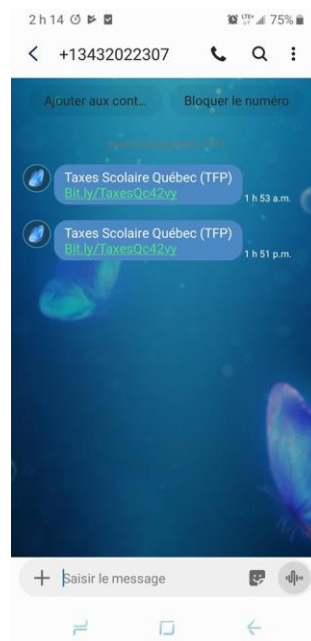 2 h 14
75%
+13432022307
Ajouter aux cont...
Bloquer le numéro
Taxes Scolaire Québec (TFP)
Bit.ly/TaxesQc42vy
1 h 53 a.m.
Taxes Scolaire Québec (TFP)
Bit.ly/TaxesQc42vy
1 h 51 p.m.
Saisir le message